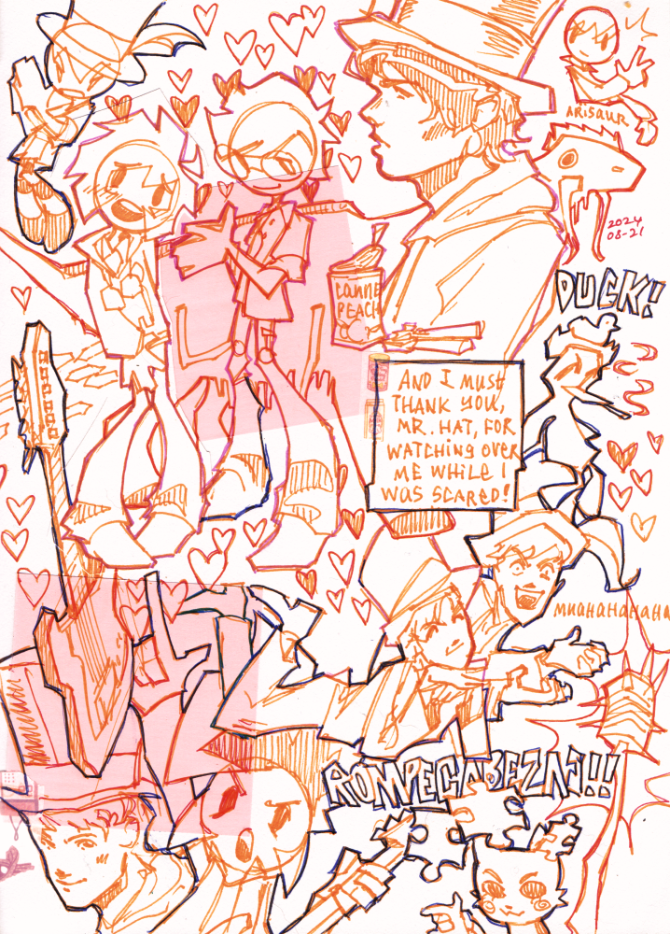 ARISAUR
2024
08-21
DUCK!
CANNE
PEACH
AND I MUST
THANK YOU,
MR. HAT, FOR
WATCHING OVER
ME WHILE I
WAS SCARED!
MUAHAHAHAHA
ROMPECABEZAS!!